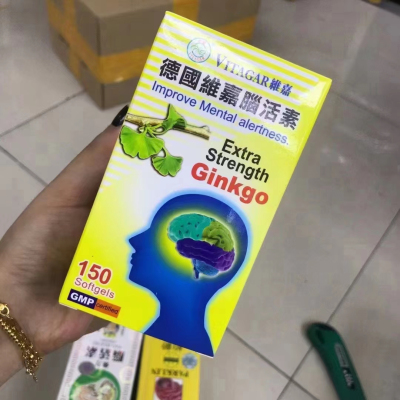 VITAGAR維嘉
德國維嘉腦活素
Improve Mental alertness.
Extra
Strength
Ginkgo
150
Softgels
GMP certified
PARKLEN